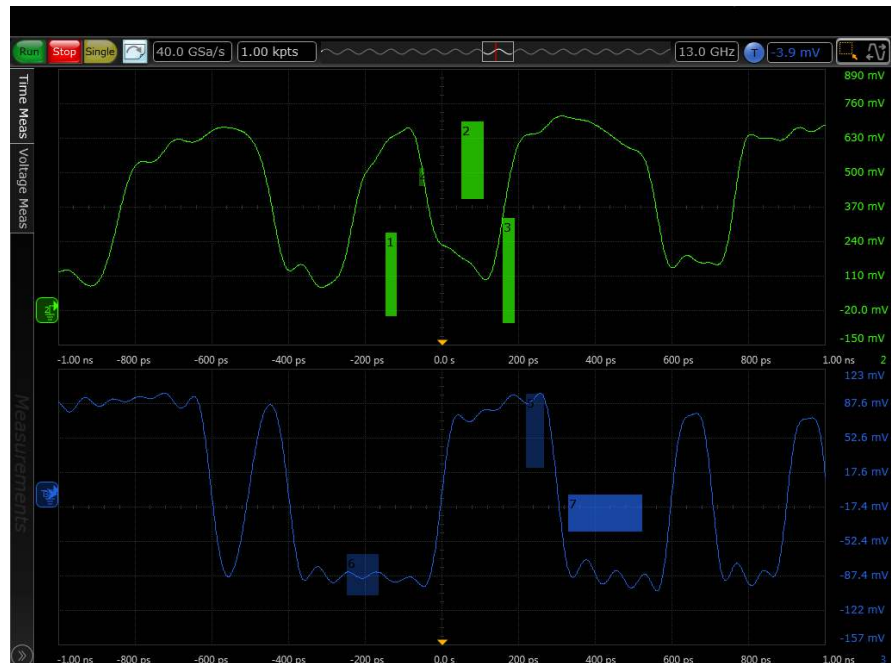 Run Stop Single 40.0 GSa/s 1.00 kpts 13.0 GHz T -3.9 mV
Time Meas
Voltage Meas
Measurements
890 mV
760 mV
630 mV
500 mV
370 mV
240 mV
110 mV
-20.0 mV
-150 mV
2
1
3
-1.00 ns -800 ps -600 ps -400 ps -200 ps 0.0 s 200 ps 400 ps 600 ps 800 ps 1.00 ns 2
123 mV
87.6 mV
52.6 mV
17.6 mV
-17.4 mV
-52.4 mV
-87.4 mV
-122 mV
-157 mV
5
7
6
-1.00 ns -800 ps -600 ps -400 ps -200 ps 0.0 s 200 ps 400 ps 600 ps 800 ps 1.00 ns 3